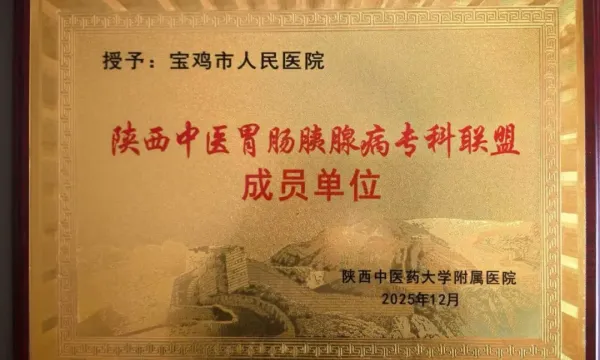 授予：宝鸡市人民医院
陕西中医胃肠胰腺病专科联盟
成员单位
陕西中医药大学附属医院
2025年12月